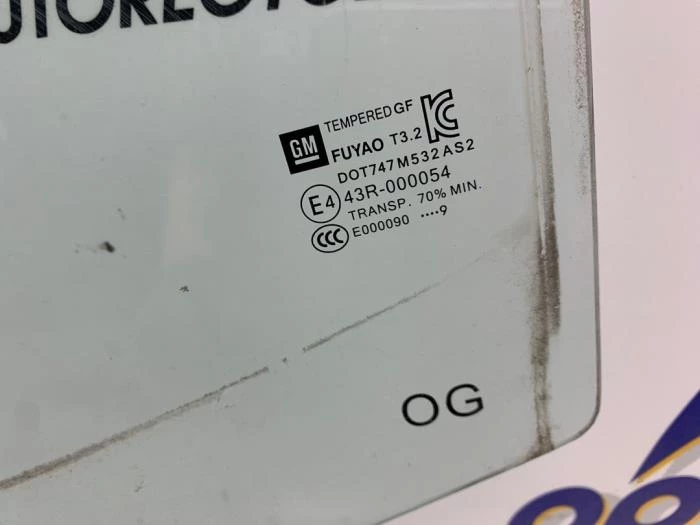 TEMPERED GF
GM FUYAO T3.2 KC
DOT747 M532 AS2
E4 43R-000054
TRANSP. 70% MIN.
CCC E000090 ····9
OG